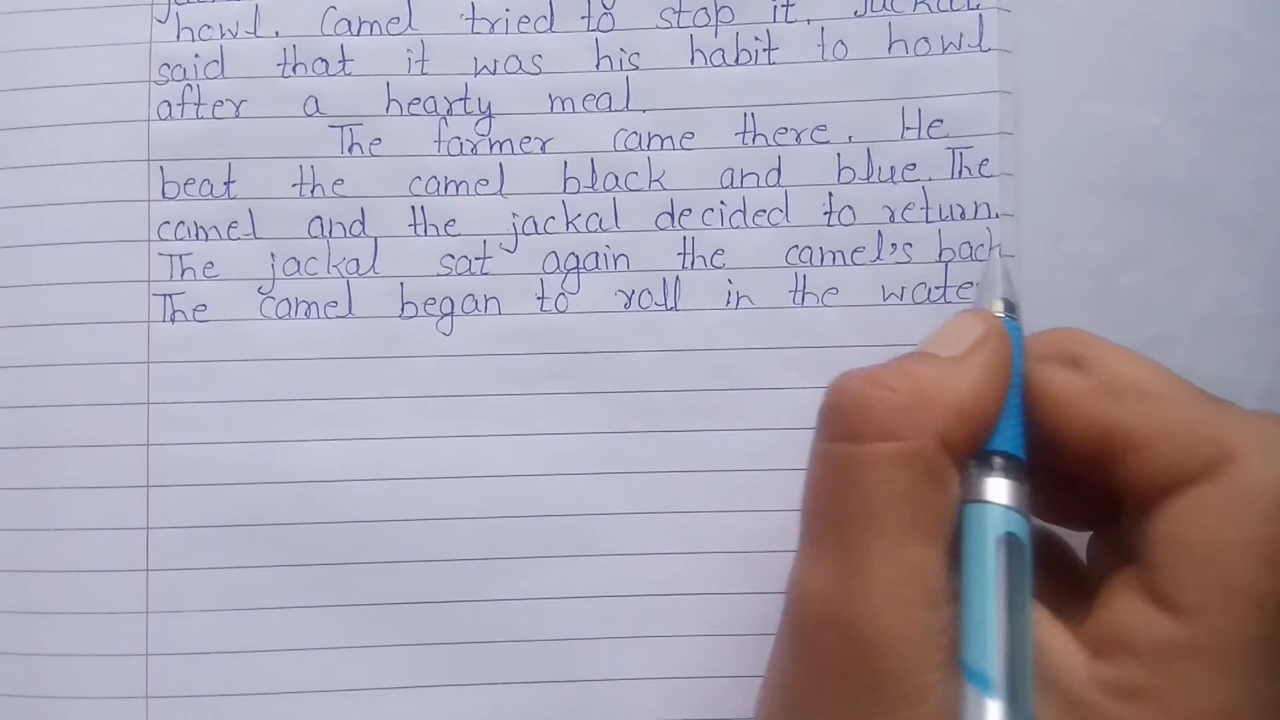 howl. Camel tried to stop it. Jackal
said that it was his habit to howl
after a hearty meal.
The farmer came there. He
beat the camel black and blue. The
camel and the jackal decided to return.
The jackal sat again the camel's back
The camel began to roll in the wate